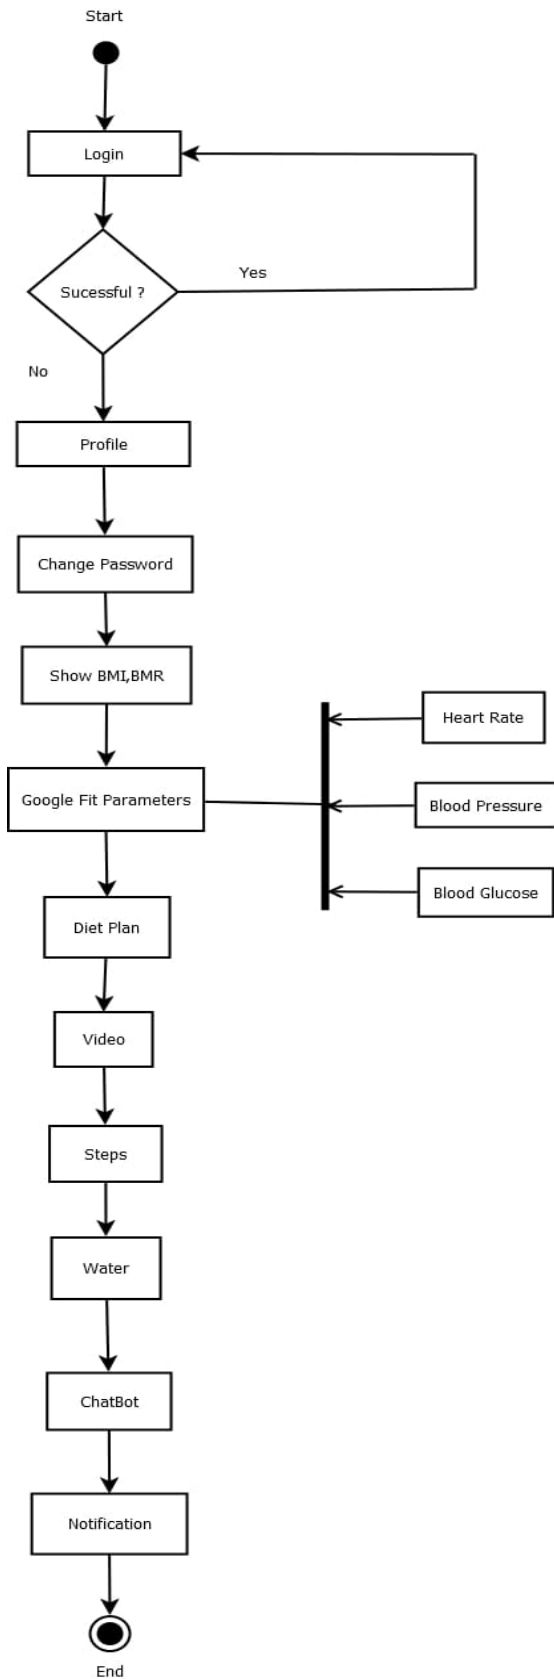 Start
Login
Yes
Sucessful ?
No
Profile
Change Password
Show BMI,BMR
Heart Rate
Google Fit Parameters
Blood Pressure
Blood Glucose
Diet Plan
Video
Steps
Water
ChatBot
Notification
End